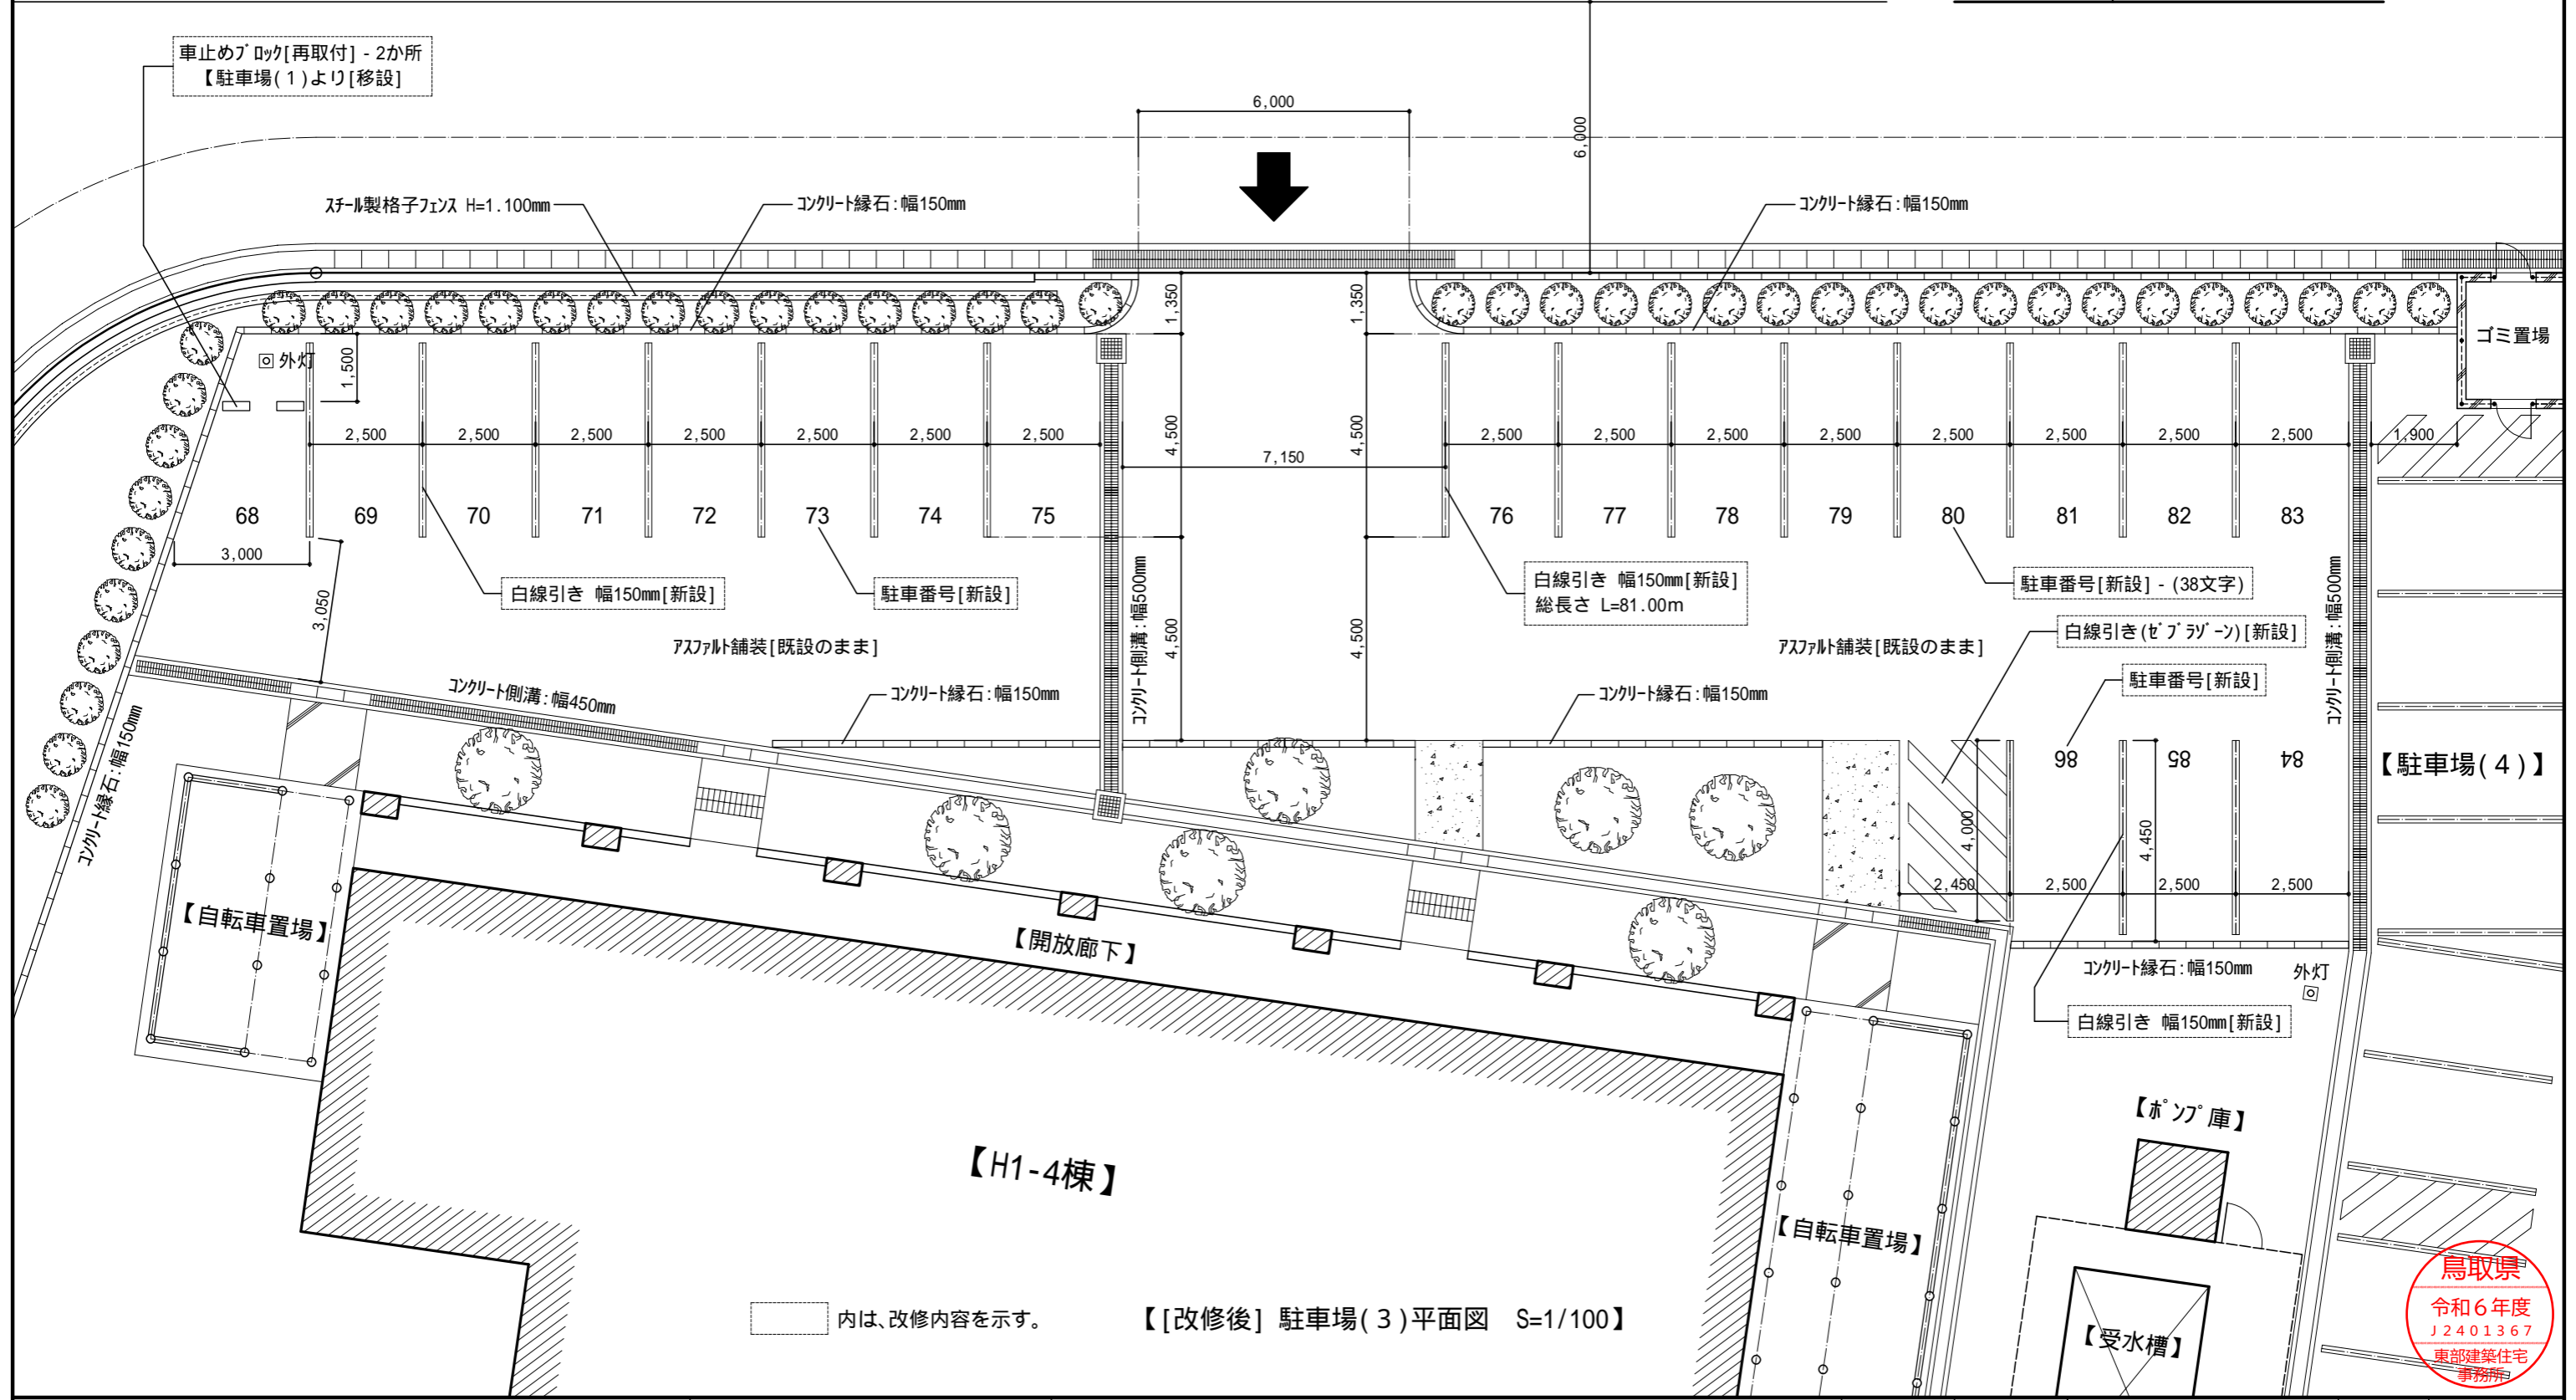 車止めﾌﾞﾛｯｸ[再取付] - 2か所
【駐車場(1)より[移設]
6,000
6,000
ｽﾁｰﾙ製格子ﾌｪﾝｽ H=1.100mm
ｺﾝｸﾘｰﾄ縁石:幅150mm
ｺﾝｸﾘｰﾄ縁石:幅150mm
1,350
1,350
ゴミ置場
外灯
1,500
2,500
2,500
2,500
2,500
2,500
2,500
2,500
4,500
4,500
7,150
2,500
2,500
2,500
2,500
2,500
2,500
2,500
2,500
1,900
68
69
70
71
72
73
74
75
76
77
78
79
80
81
82
83
3,000
3,050
白線引き 幅150mm[新設]
駐車番号[新設]
ｺﾝｸﾘｰﾄ側溝:幅500mm
白線引き 幅150mm[新設]
総長さ L=81.00m
駐車番号[新設] - (38文字)
ｺﾝｸﾘｰﾄ側溝:幅500mm
ｱｽﾌｧﾙﾄ舗装[既設のまま]
4,500
4,500
ｱｽﾌｧﾙﾄ舗装[既設のまま]
白線引き(ｾﾞﾌﾞﾗｿﾞｰﾝ)[新設]
駐車番号[新設]
ｺﾝｸﾘｰﾄ側溝:幅450mm
ｺﾝｸﾘｰﾄ縁石:幅150mm
ｺﾝｸﾘｰﾄ縁石:幅150mm
ｺﾝｸﾘｰﾄ縁石:幅150mm
86
85
84
【駐車場(4)】
4,000
4,450
2,450
2,500
2,500
2,500
【自転車置場】
【開放廊下】
ｺﾝｸﾘｰﾄ縁石:幅150mm
外灯
白線引き 幅150mm[新設]
【ﾎﾟﾝﾌﾟ庫】
【H1-4棟】
【自転車置場】
【受水槽】
内は､改修内容を示す。
【[改修後] 駐車場(3)平面図 S=1/100】
鳥取県
令和6年度
J2401367
東部建築住宅
事務所